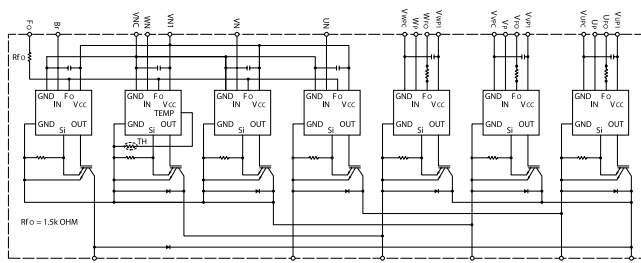 Fo Br VNC WN VN1 VN UN VWPC WP WFO VWP1 VVPC VP VFO VVP1 VUPC UP UFO VUP1
RfO
GND FO GND FO GND FO GND FO GND FO GND FO GND FO
IN VCC IN VCC IN VCC IN VCC IN VCC IN VCC IN VCC
TEMP
GND OUT GND OUT GND OUT GND OUT GND OUT GND OUT GND OUT
Si Si Si Si Si Si Si
TH
RfO = 1.5k OHM